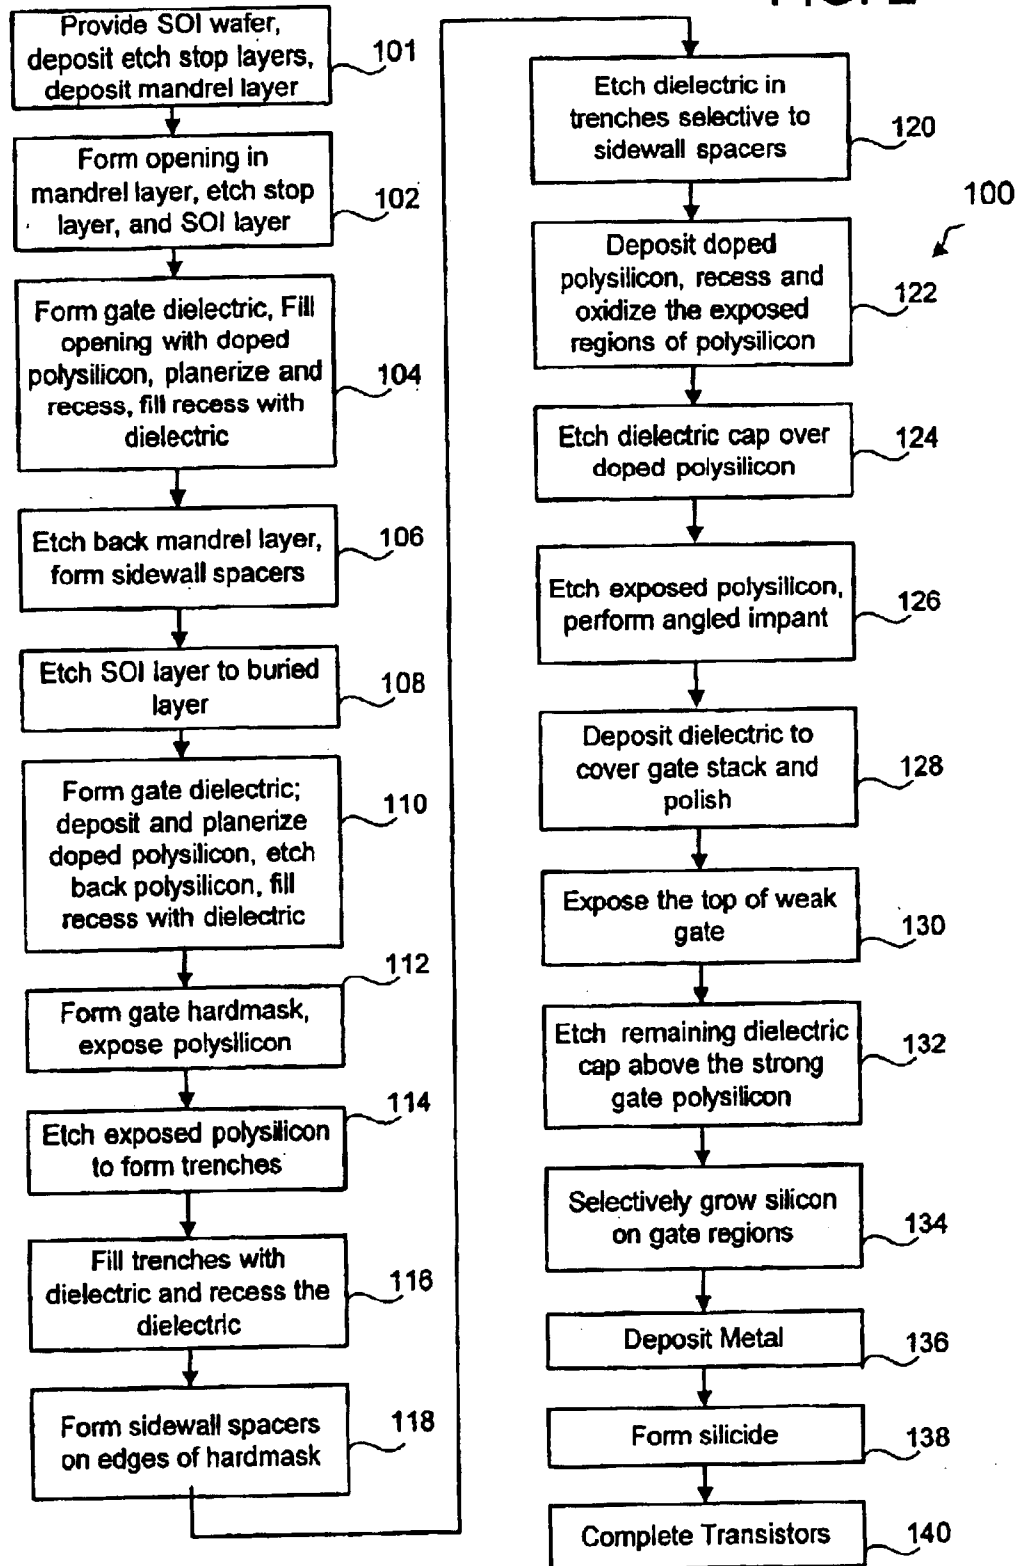 Provide SOI wafer,
deposit etch stop layers,
deposit mandrel layer
101
Form opening in
mandrel layer, etch stop
layer, and SOI layer
102
Form gate dielectric, Fill
opening with doped
polysilicon, planerize and
recess, fill recess with
dielectric
104
Etch back mandrel layer,
form sidewall spacers
106
Etch SOI layer to buried
layer
108
Form gate dielectric;
deposit and planerize
doped polysilicon, etch
back polysilicon, fill
recess with dielectric
110
Form gate hardmask,
expose polysilicon
112
Etch exposed polysilicon
to form trenches
114
Fill trenches with
dielectric and recess the
dielectric
116
Form sidewall spacers
on edges of hardmask
118
Etch dielectric in
trenches selective to
sidewall spacers
120
100
Deposit doped
polysilicon, recess and
oxidize the exposed
regions of polysilicon
122
Etch dielectric cap over
doped polysilicon
124
Etch exposed polysilicon,
perform angled impant
126
Deposit dielectric to
cover gate stack and
polish
128
Expose the top of weak
gate
130
Etch remaining dielectric
cap above the strong
gate polysilicon
132
Selectively grow silicon
on gate regions
134
Deposit Metal
136
Form silicide
138
Complete Transistors
140